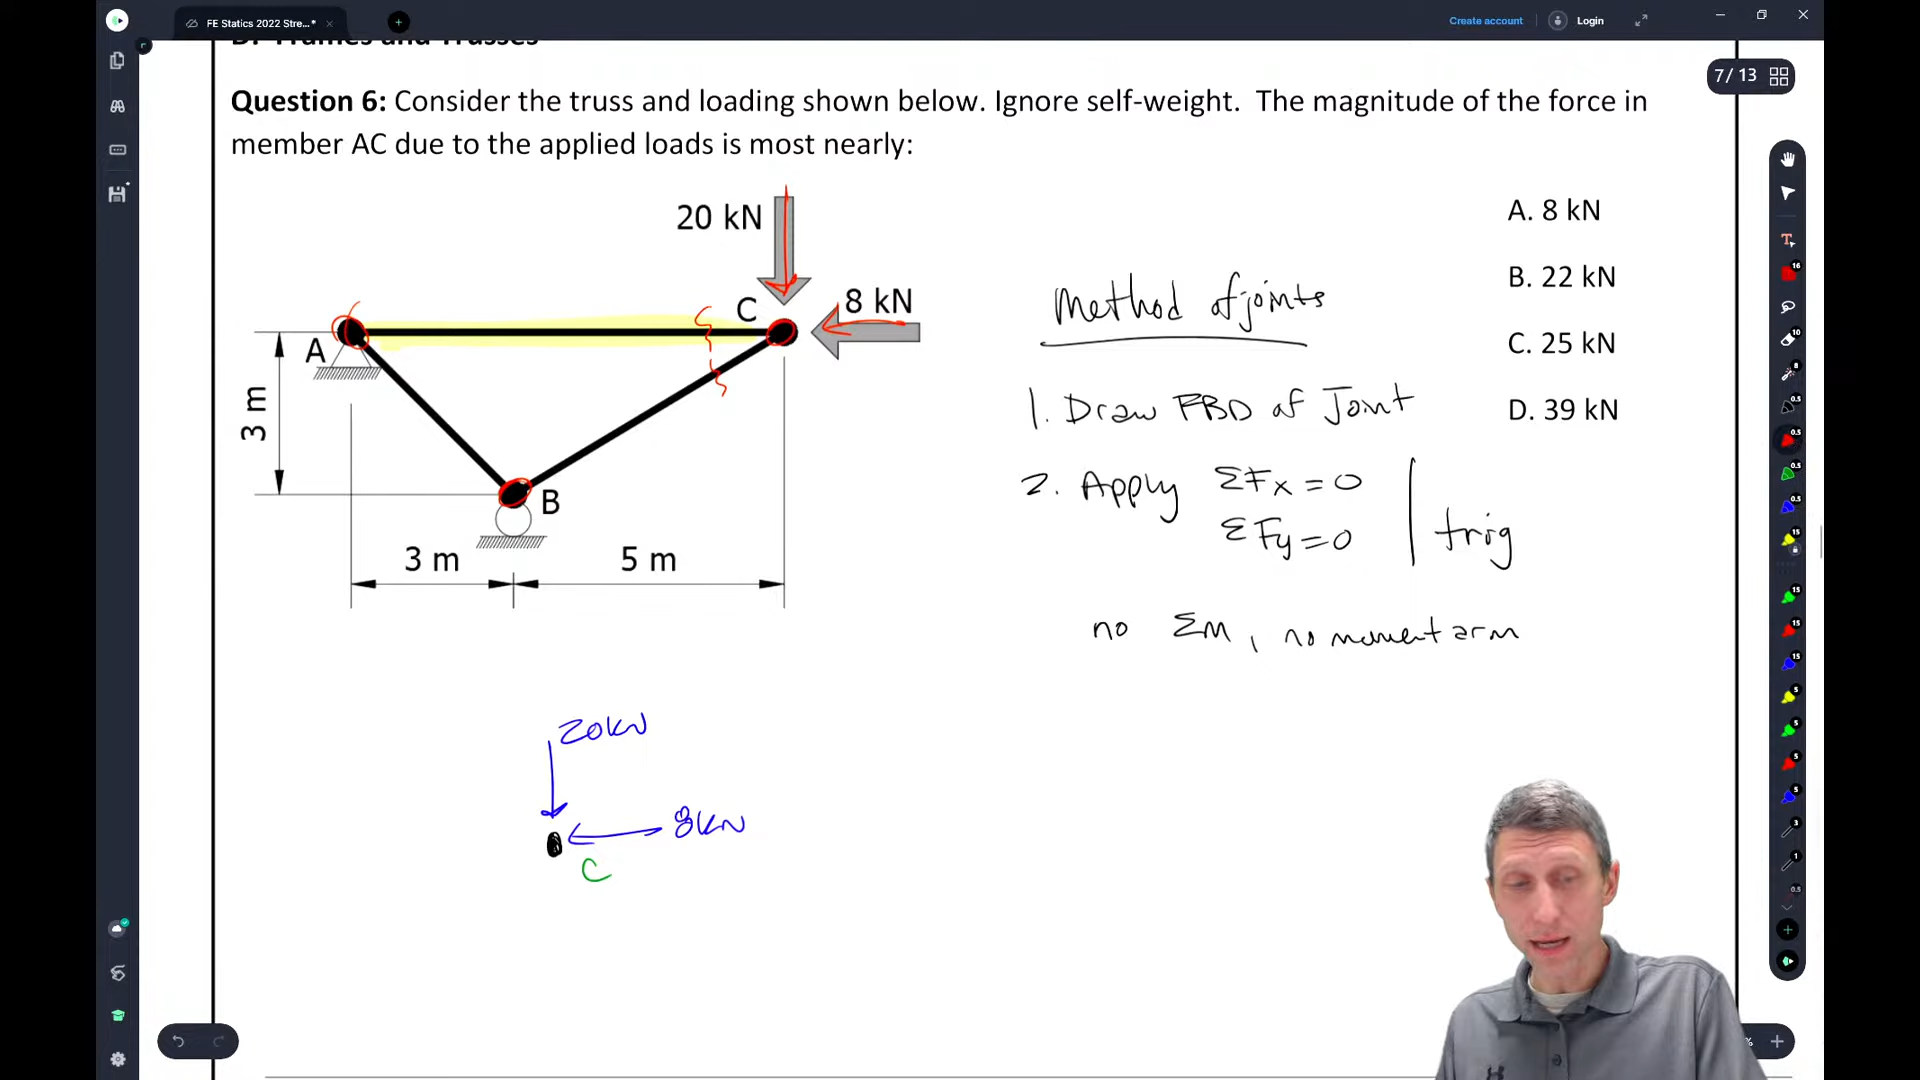 FE Statics 2022 Stre...*
Create account
Login
D. Frames and Trusses
7/ 13
Question 6: Consider the truss and loading shown below. Ignore self-weight. The magnitude of the force in
member AC due to the applied loads is most nearly:
20 kN
A. 8 kN
B. 22 kN
C. 25 kN
D. 39 kN
C
8 kN
A
B
3 m
3 m
5 m
Method of joints
1. Draw FBD of Joint
2. Apply ΣFx = 0
ΣFy = 0
trig
no ΣM, no moment arm
20kN
8kN
C